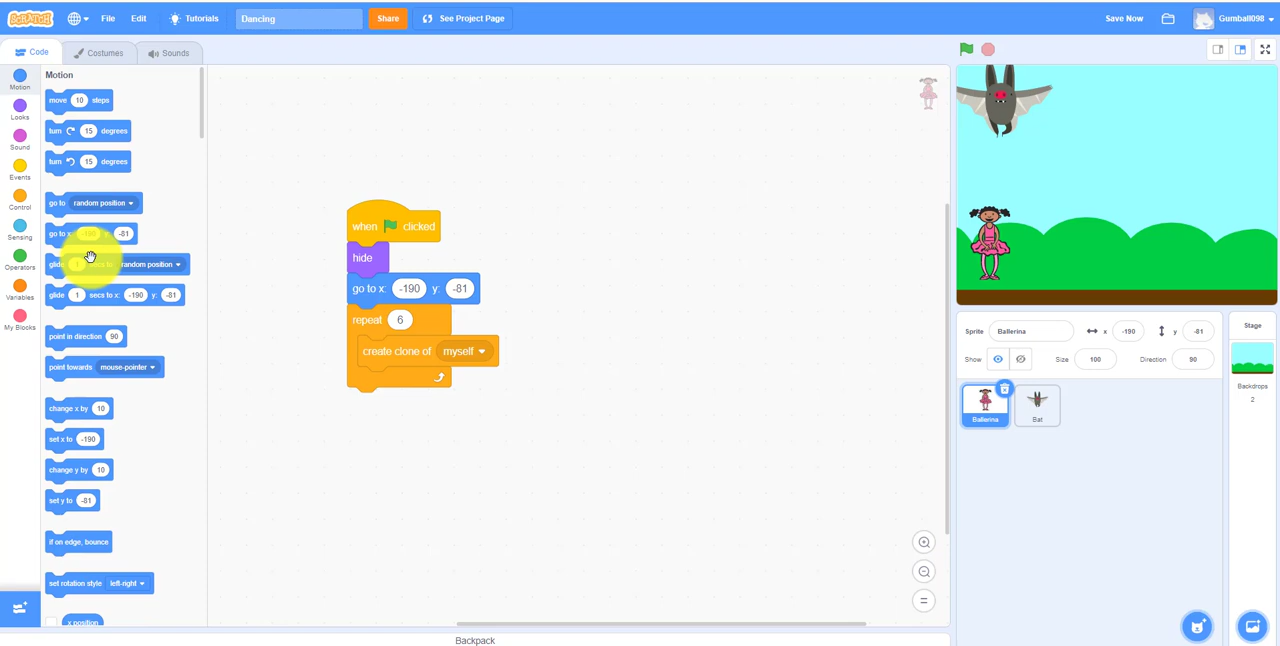 SCRATCH File Edit Tutorials Dancing Share See Project Page Save Now Gumball098
Code Costumes Sounds
Motion
Looks
Sound
Events
Control
Sensing
Operators
Variables
My Blocks
Motion
move 10 steps
turn 15 degrees
turn 15 degrees
go to random position
go to x: -190 y: -81
glide 1 secs to random position
glide 1 secs to x: -190 y: -81
point in direction 90
point towards mouse-pointer
change x by 10
set x to -190
change y by 10
set y to -81
if on edge, bounce
set rotation style left-right
x position
when clicked
hide
go to x: -190 y: -81
repeat 6
create clone of myself
Backpack
Sprite Ballerina x -190 y -81
Show Size 100 Direction 90
Ballerina
Bat
Stage
Backdrops
2